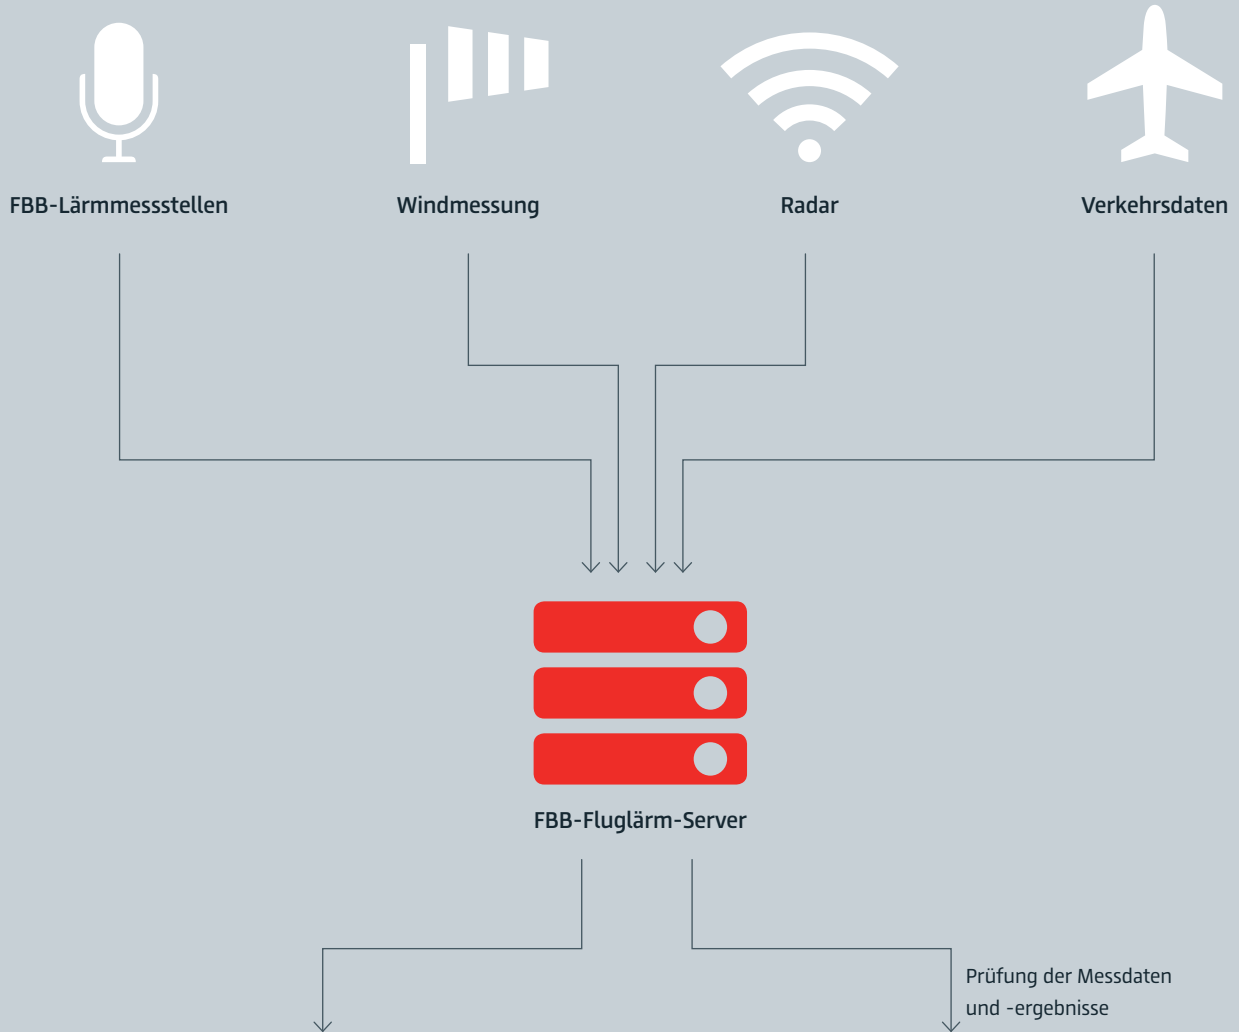 FBB-Lärmmessstellen
Windmessung
Radar
Verkehrsdaten
FBB-Fluglärm-Server
Prüfung der Messdaten
und -ergebnisse